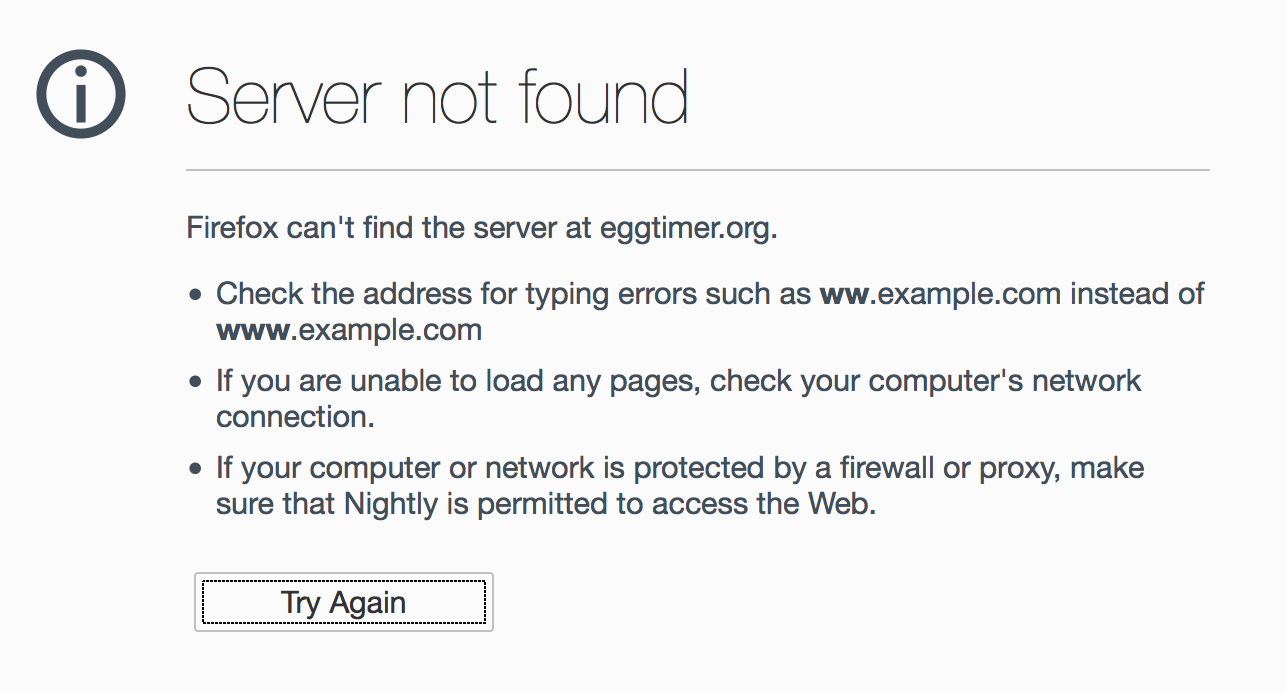 Server not found
Firefox can't find the server at eggtimer.org.
• Check the address for typing errors such as ww.example.com instead of
www.example.com
• If you are unable to load any pages, check your computer's network
connection.
• If your computer or network is protected by a firewall or proxy, make
sure that Nightly is permitted to access the Web.
Try Again